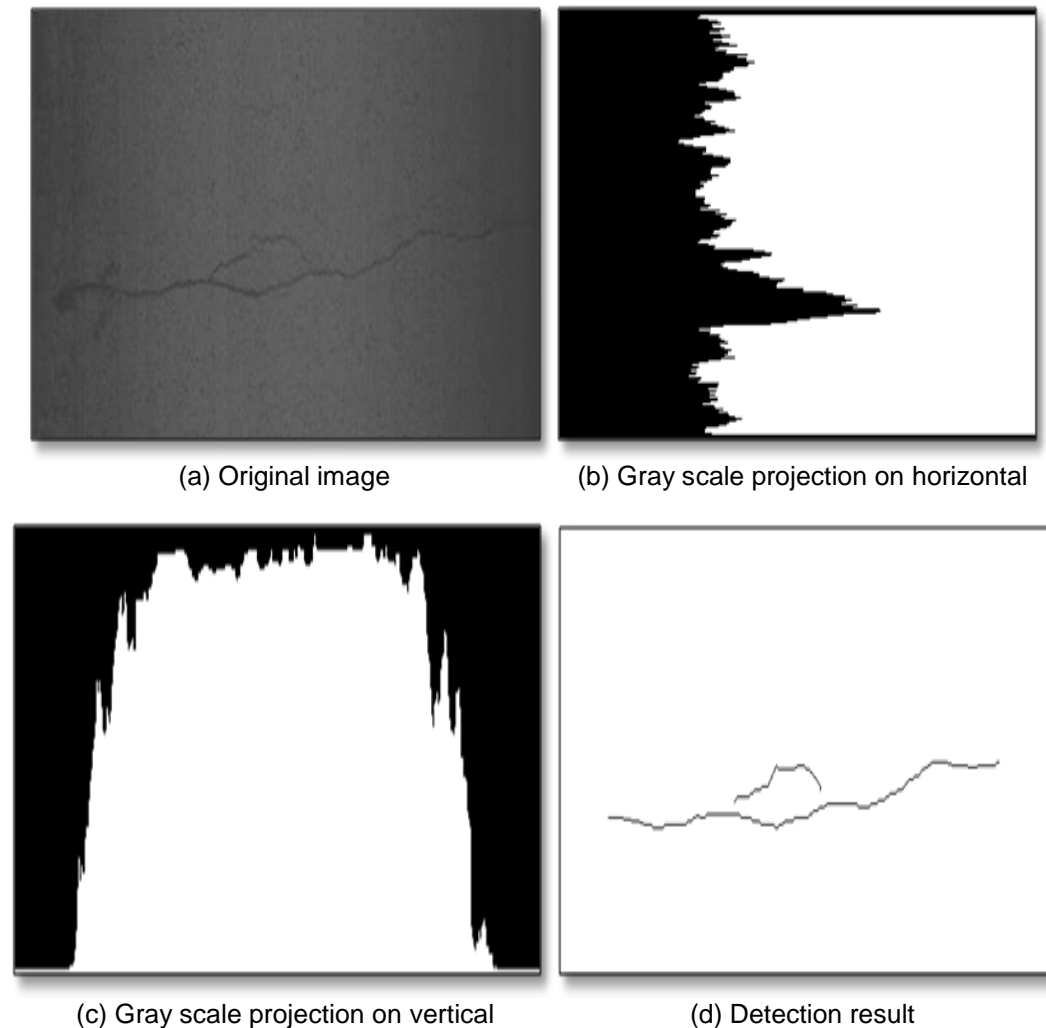 (a) Original image
(b) Gray scale projection on horizontal
(c) Gray scale projection on vertical
(d) Detection result